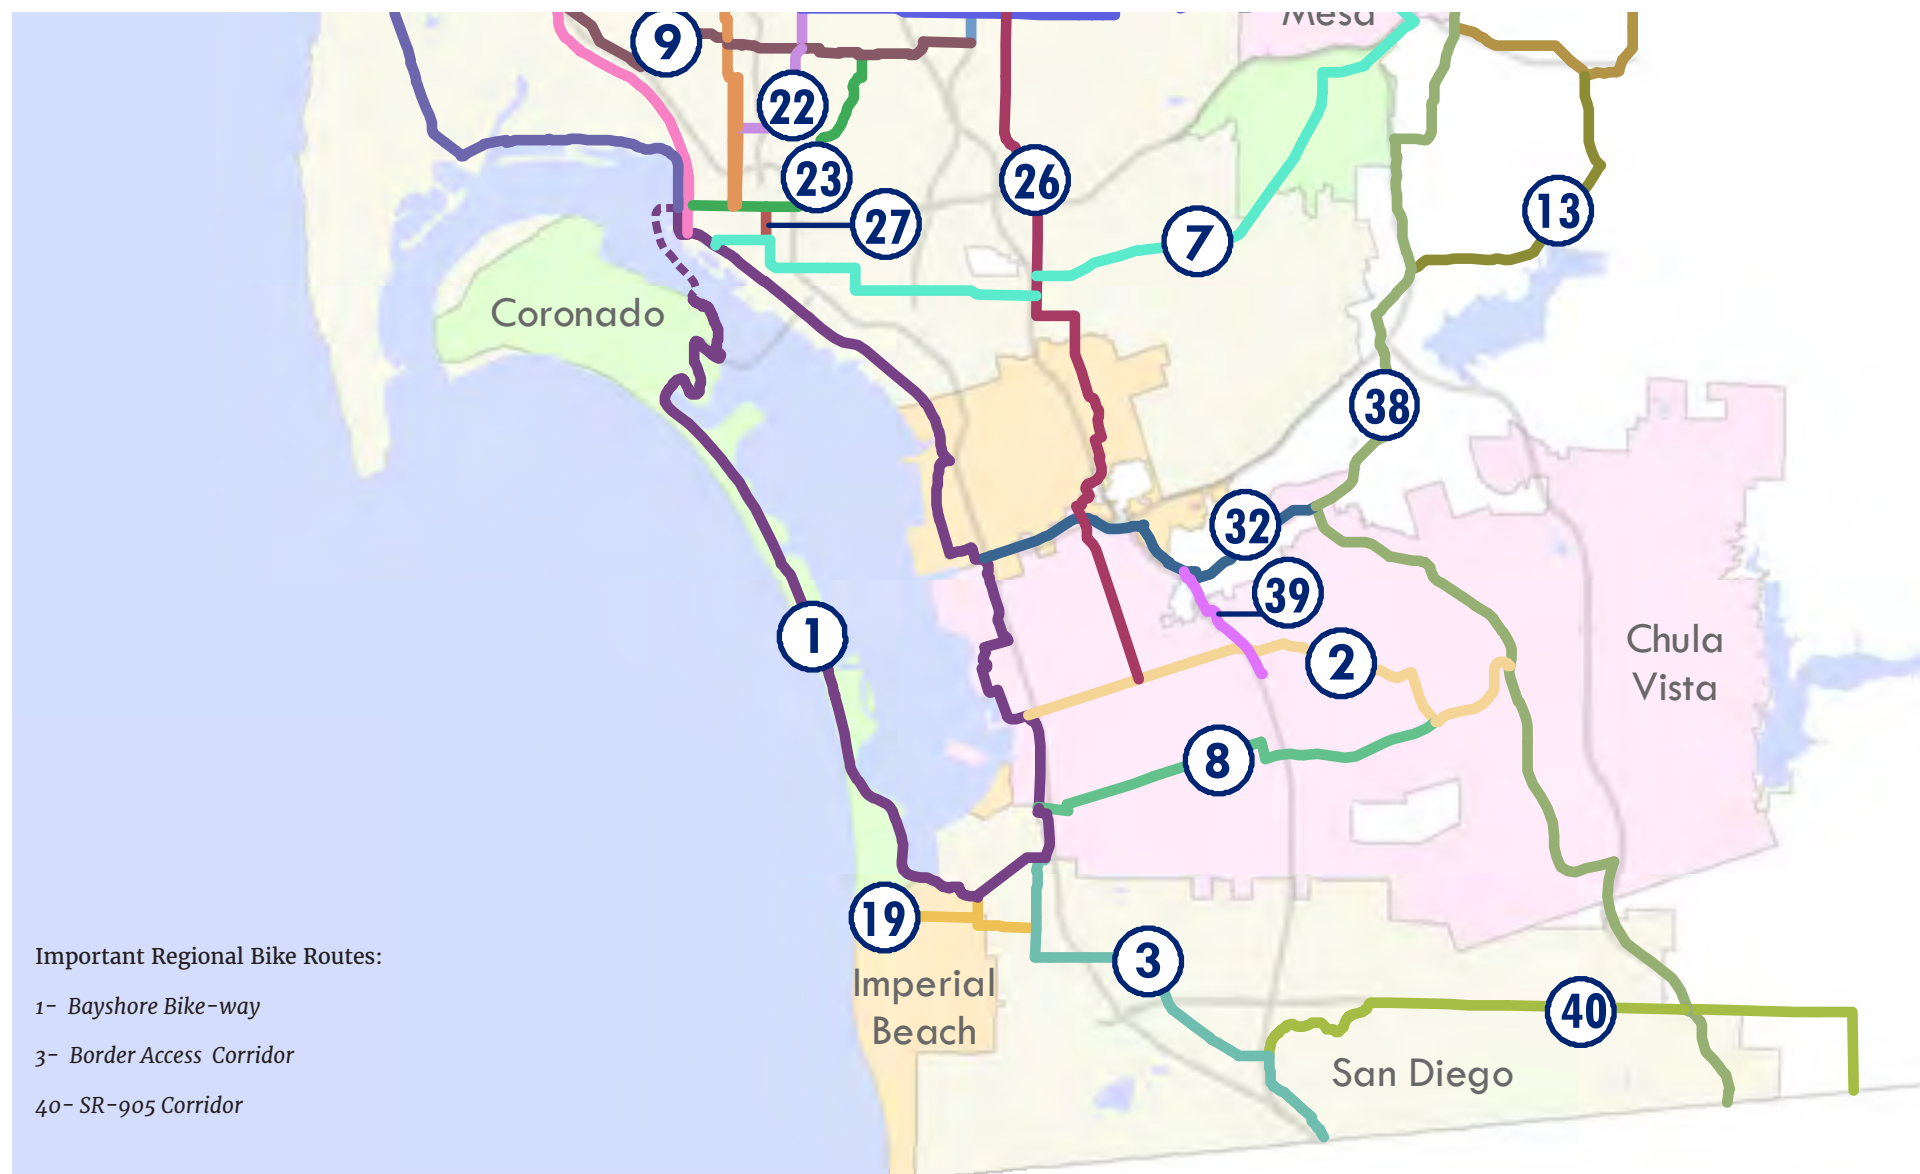 Mesa
9
22
23
26
27
7
13
Coronado
38
32
39
1
2
Chula
Vista
8
19
3
Imperial
Beach
40
San Diego
Important Regional Bike Routes:
1- Bayshore Bike-way
3- Border Access Corridor
40- SR-905 Corridor